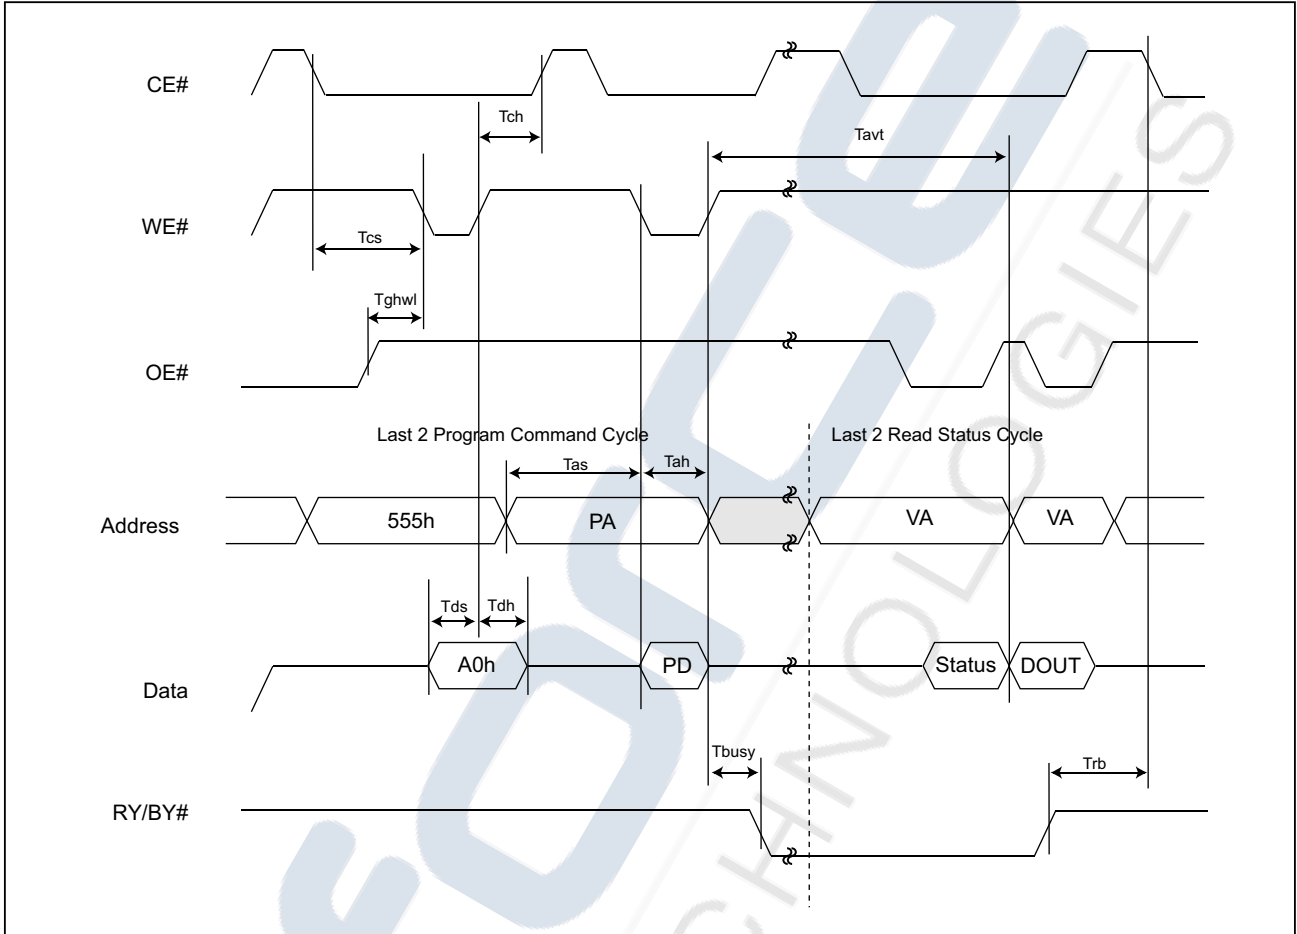 CE#
Tch
Tavt
WE#
Tcs
Tghwl
OE#
Last 2 Program Command Cycle
Last 2 Read Status Cycle
Tas
Tah
Address
555h
PA
VA
VA
Tds
Tdh
A0h
PD
Status
DOUT
Data
Tbusy
Trb
RY/BY#